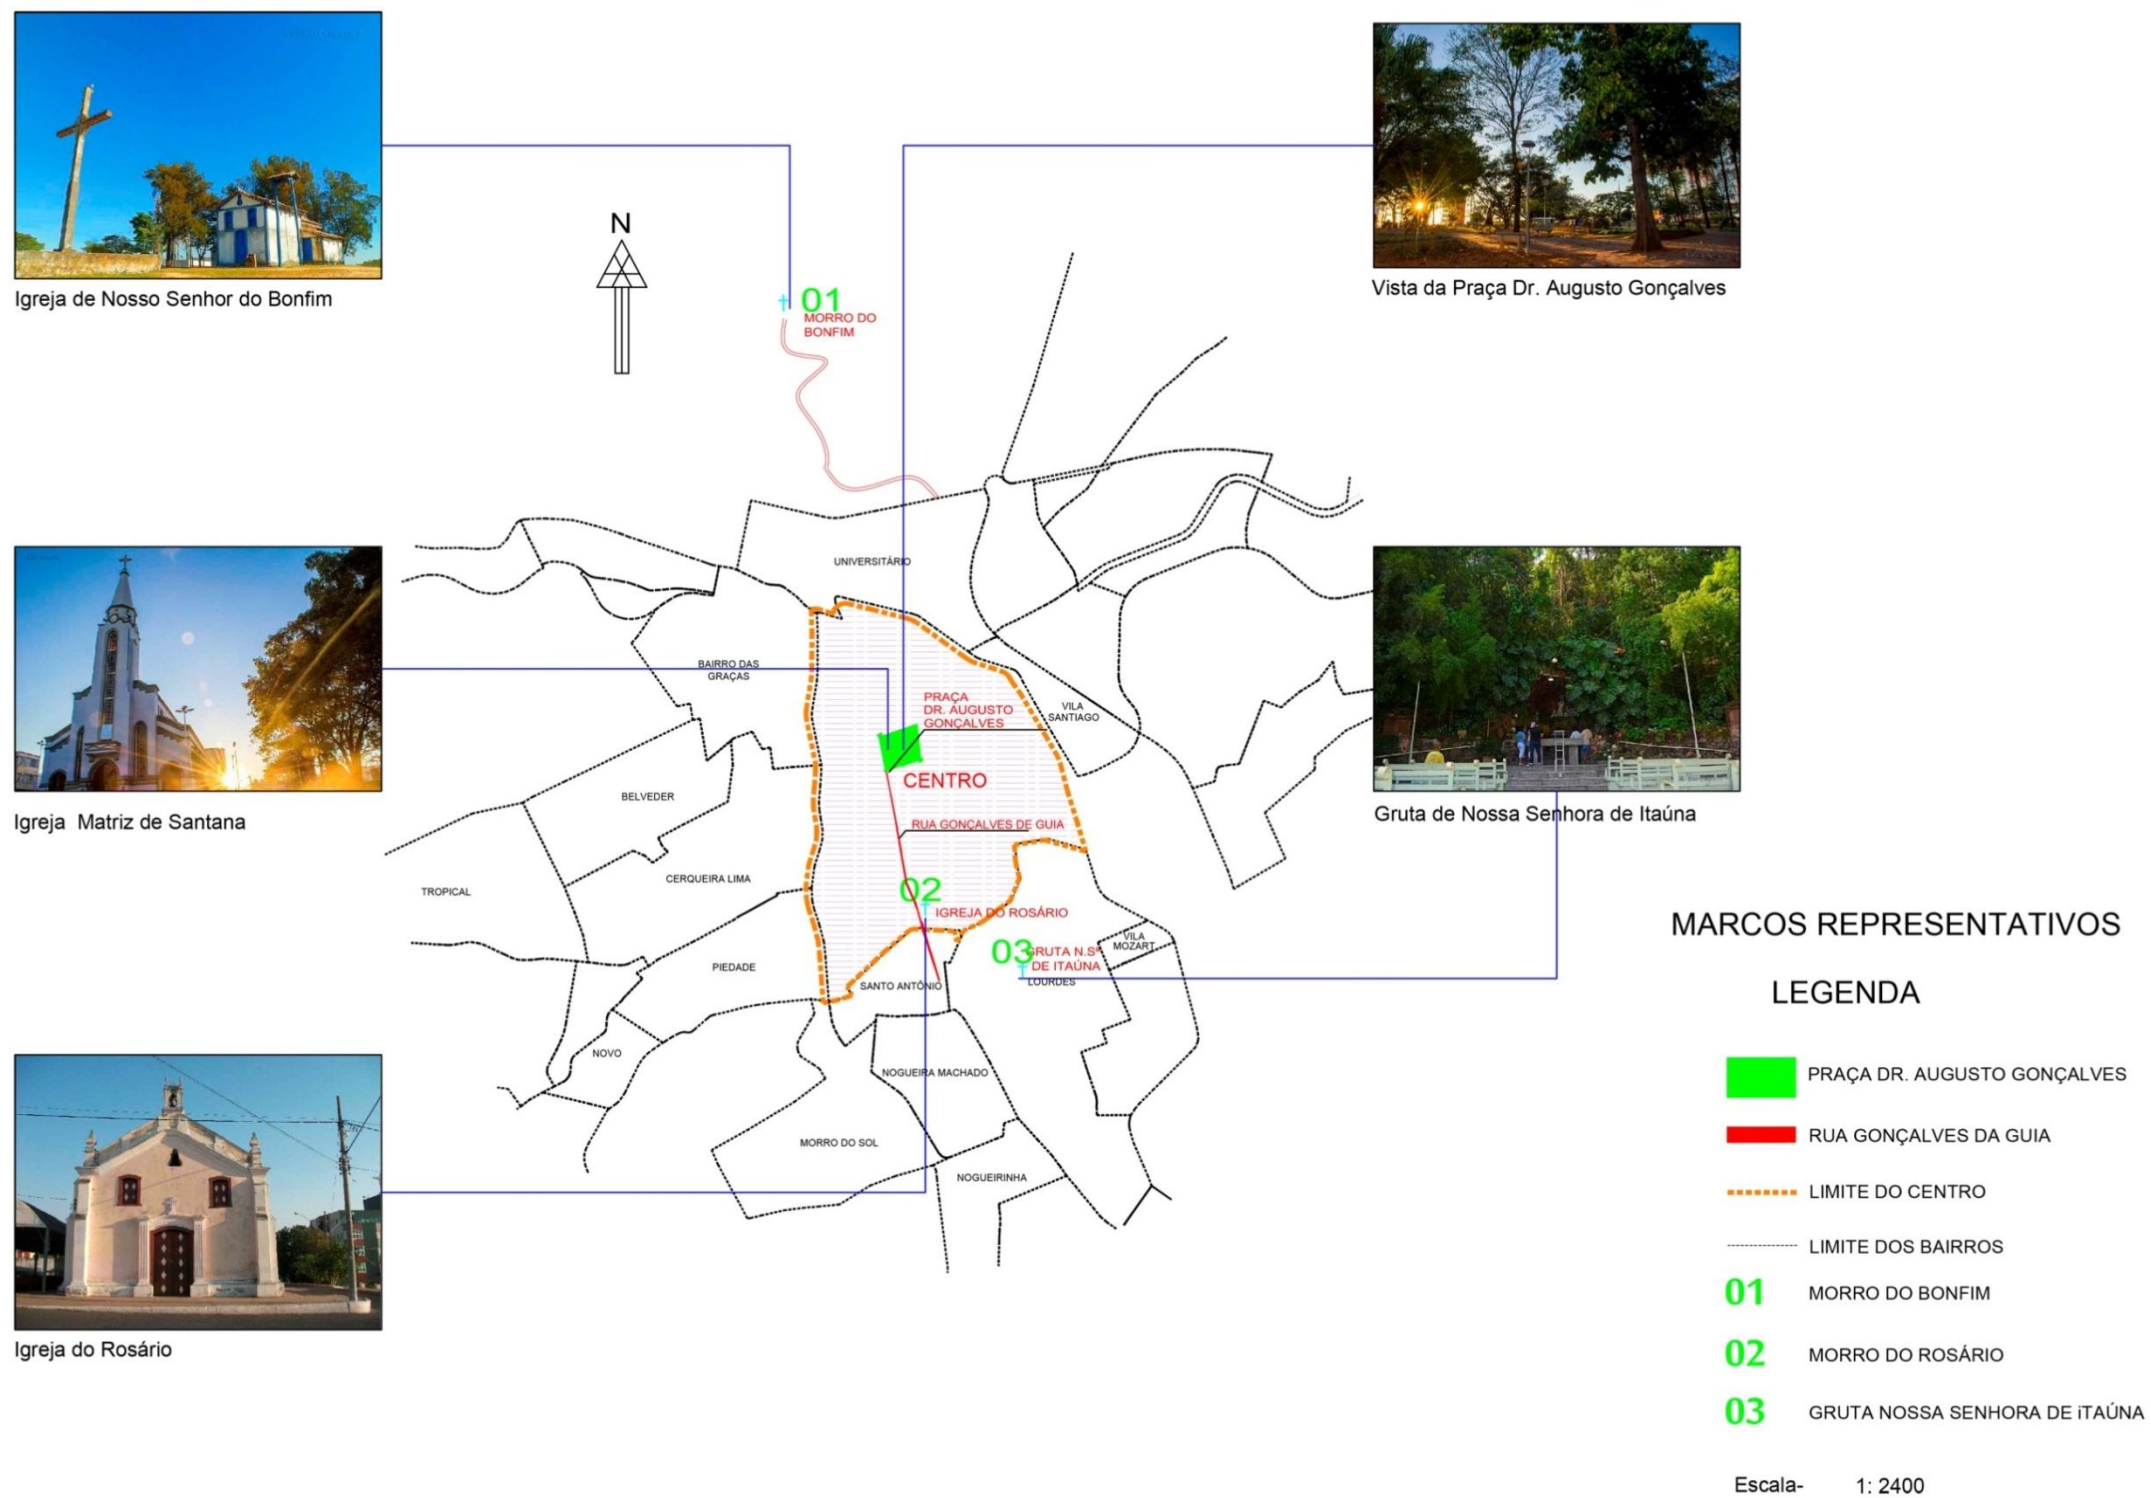 Igreja de Nosso Senhor do Bonfim
Vista da Praça Dr. Augusto Gonçalves
N
01
MORRO DO
BONFIM
UNIVERSITÁRIO
BAIRRO DAS
GRAÇAS
PRAÇA
DR. AUGUSTO
GONÇALVES
VILA
SANTIAGO
CENTRO
BELVEDER
RUA GONÇALVES DE GUIA
Igreja Matriz de Santana
Gruta de Nossa Senhora de Itaúna
CERQUEIRA LIMA
TROPICAL
02
IGREJA DO ROSÁRIO
03
GRUTA N.Sª
DE ITAÚNA
LOURDES
VILA
MOZART
PIEDADE
SANTO ANTÔNIO
NOVO
NOGUEIRA MACHADO
MORRO DO SOL
NOGUEIRINHA
Igreja do Rosário
MARCOS REPRESENTATIVOS
LEGENDA
PRAÇA DR. AUGUSTO GONÇALVES
RUA GONÇALVES DA GUIA
LIMITE DO CENTRO
LIMITE DOS BAIRROS
01 MORRO DO BONFIM
02 MORRO DO ROSÁRIO
03 GRUTA NOSSA SENHORA DE iTAÚNA
Escala- 1: 2400